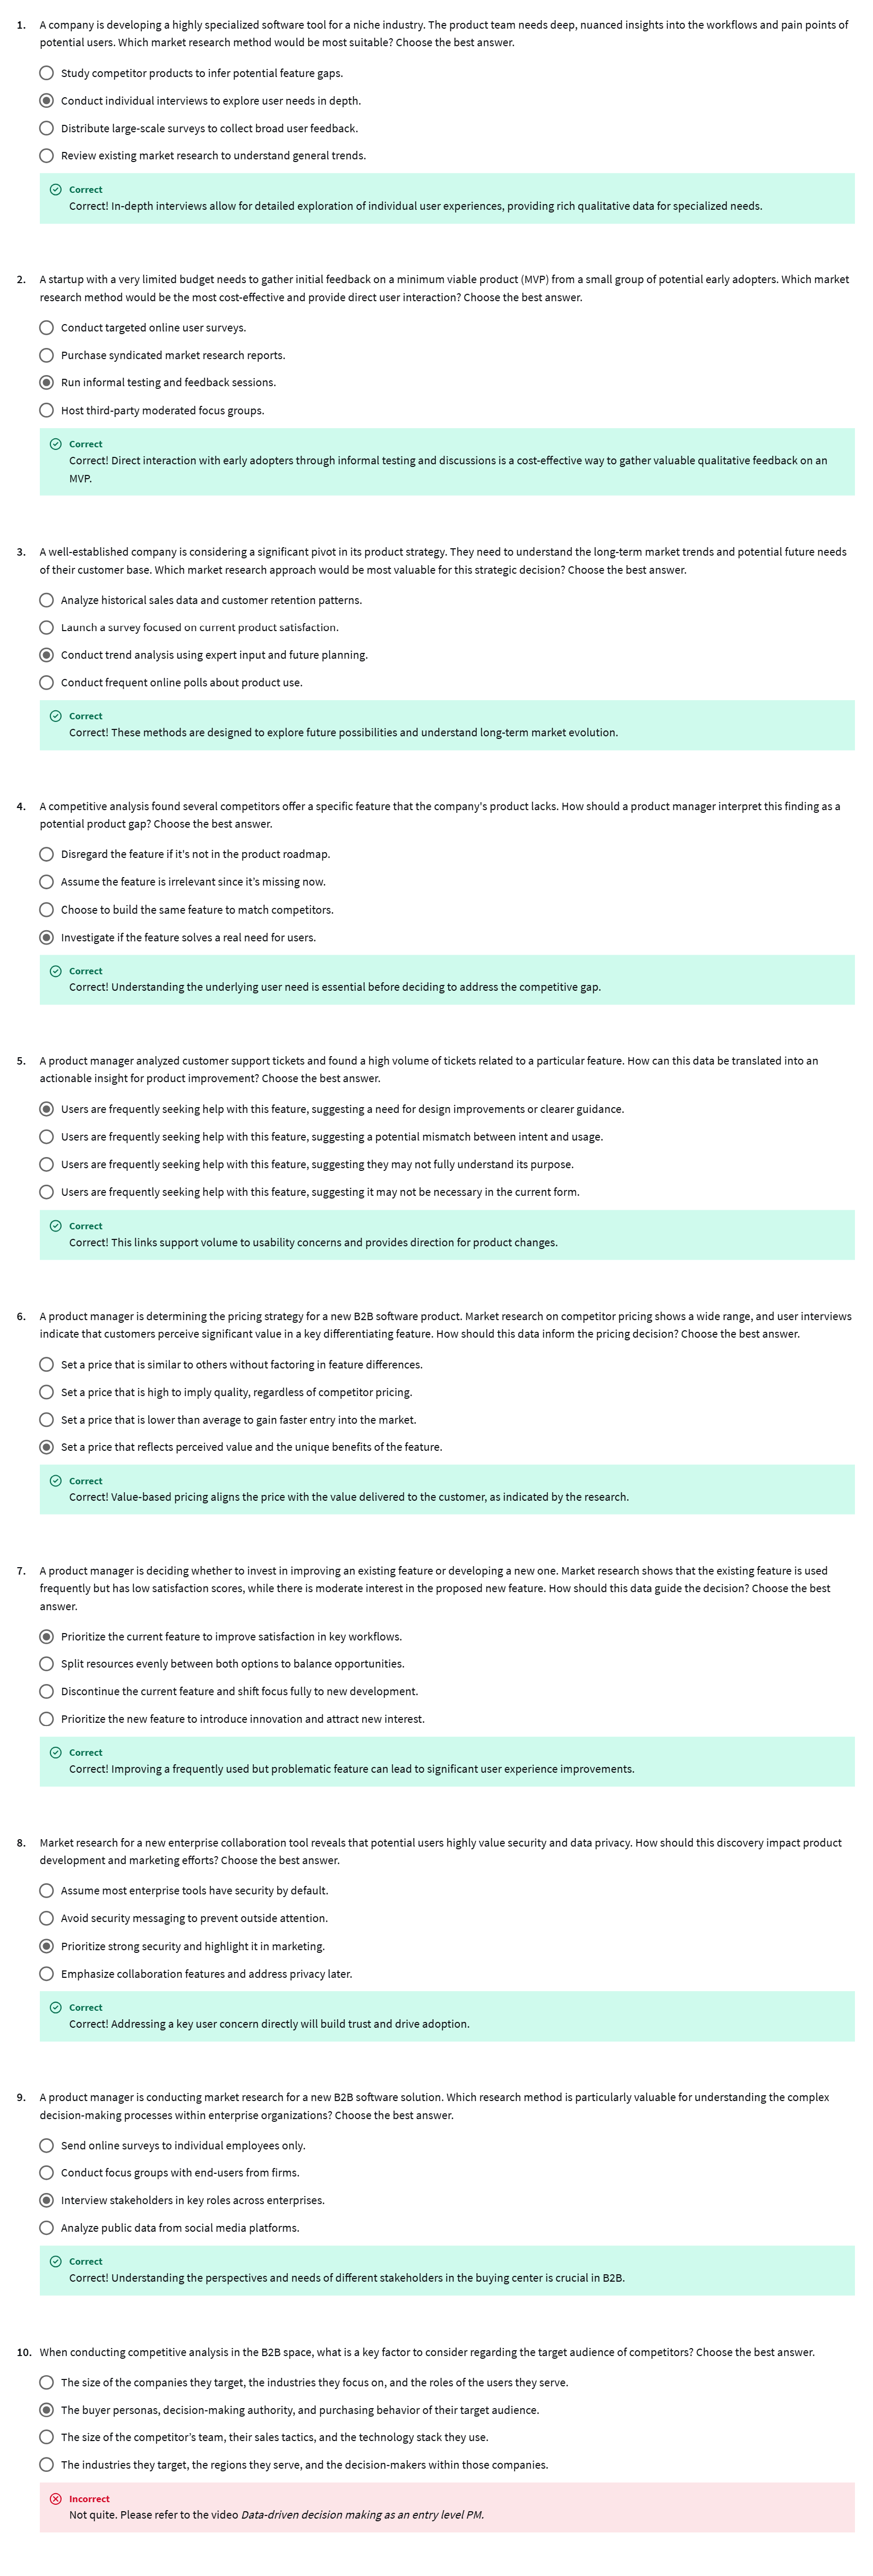 1. A company is developing a highly specialized software tool for a niche industry. The product team needs deep, nuanced insights into the workflows and pain points of
potential users. Which market research method would be most suitable? Choose the best answer.
Study competitor products to infer potential feature gaps.
Conduct individual interviews to explore user needs in depth.
Distribute large-scale surveys to collect broad user feedback.
Review existing market research to understand general trends.
Correct
Correct! In-depth interviews allow for detailed exploration of individual user experiences, providing rich qualitative data for specialized needs.
2. A startup with a very limited budget needs to gather initial feedback on a minimum viable product (MVP) from a small group of potential early adopters. Which market
research method would be the most cost-effective and provide direct user interaction? Choose the best answer.
Conduct targeted online user surveys.
Purchase syndicated market research reports.
Run informal testing and feedback sessions.
Host third-party moderated focus groups.
Correct
Correct! Direct interaction with early adopters through informal testing and discussions is a cost-effective way to gather valuable qualitative feedback on an
MVP.
3. A well-established company is considering a significant pivot in its product strategy. They need to understand the long-term market trends and potential future needs
of their customer base. Which market research approach would be most valuable for this strategic decision? Choose the best answer.
Analyze historical sales data and customer retention patterns.
Launch a survey focused on current product satisfaction.
Conduct trend analysis using expert input and future planning.
Conduct frequent online polls about product use.
Correct
Correct! These methods are designed to explore future possibilities and understand long-term market evolution.
4. A competitive analysis found several competitors offer a specific feature that the company's product lacks. How should a product manager interpret this finding as a
potential product gap? Choose the best answer.
Disregard the feature if it's not in the product roadmap.
Assume the feature is irrelevant since it’s missing now.
Choose to build the same feature to match competitors.
Investigate if the feature solves a real need for users.
Correct
Correct! Understanding the underlying user need is essential before deciding to address the competitive gap.
5. A product manager analyzed customer support tickets and found a high volume of tickets related to a particular feature. How can this data be translated into an
actionable insight for product improvement? Choose the best answer.
Users are frequently seeking help with this feature, suggesting a need for design improvements or clearer guidance.
Users are frequently seeking help with this feature, suggesting a potential mismatch between intent and usage.
Users are frequently seeking help with this feature, suggesting they may not fully understand its purpose.
Users are frequently seeking help with this feature, suggesting it may not be necessary in the current form.
Correct
Correct! This links support volume to usability concerns and provides direction for product changes.
6. A product manager is determining the pricing strategy for a new B2B software product. Market research on competitor pricing shows a wide range, and user interviews
indicate that customers perceive significant value in a key differentiating feature. How should this data inform the pricing decision? Choose the best answer.
Set a price that is similar to others without factoring in feature differences.
Set a price that is high to imply quality, regardless of competitor pricing.
Set a price that is lower than average to gain faster entry into the market.
Set a price that reflects perceived value and the unique benefits of the feature.
Correct
Correct! Value-based pricing aligns the price with the value delivered to the customer, as indicated by the research.
7. A product manager is deciding whether to invest in improving an existing feature or developing a new one. Market research shows that the existing feature is used
frequently but has low satisfaction scores, while there is moderate interest in the proposed new feature. How should this data guide the decision? Choose the best
answer.
Prioritize the current feature to improve satisfaction in key workflows.
Split resources evenly between both options to balance opportunities.
Discontinue the current feature and shift focus fully to new development.
Prioritize the new feature to introduce innovation and attract new interest.
Correct
Correct! Improving a frequently used but problematic feature can lead to significant user experience improvements.
8. Market research for a new enterprise collaboration tool reveals that potential users highly value security and data privacy. How should this discovery impact product
development and marketing efforts? Choose the best answer.
Assume most enterprise tools have security by default.
Avoid security messaging to prevent outside attention.
Prioritize strong security and highlight it in marketing.
Emphasize collaboration features and address privacy later.
Correct
Correct! Addressing a key user concern directly will build trust and drive adoption.
9. A product manager is conducting market research for a new B2B software solution. Which research method is particularly valuable for understanding the complex
decision-making processes within enterprise organizations? Choose the best answer.
Send online surveys to individual employees only.
Conduct focus groups with end-users from firms.
Interview stakeholders in key roles across enterprises.
Analyze public data from social media platforms.
Correct
Correct! Understanding the perspectives and needs of different stakeholders in the buying center is crucial in B2B.
10. When conducting competitive analysis in the B2B space, what is a key factor to consider regarding the target audience of competitors? Choose the best answer.
The size of the companies they target, the industries they focus on, and the roles of the users they serve.
The buyer personas, decision-making authority, and purchasing behavior of their target audience.
The size of the competitor’s team, their sales tactics, and the technology stack they use.
The industries they target, the regions they serve, and the decision-makers within those companies.
Incorrect
Not quite. Please refer to the video Data-driven decision making as an entry level PM.